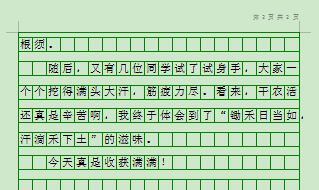 第 2 页 共 2 页
根须.
随后, 又有几位同学试了试身手, 大家一
个个挖得满头大汗, 筋疲力尽. 看来, 干农活
还真是辛苦啊, 我终于体会到了“锄禾日当如,
汗滴禾下土”的滋味.
今天真是收获满满!